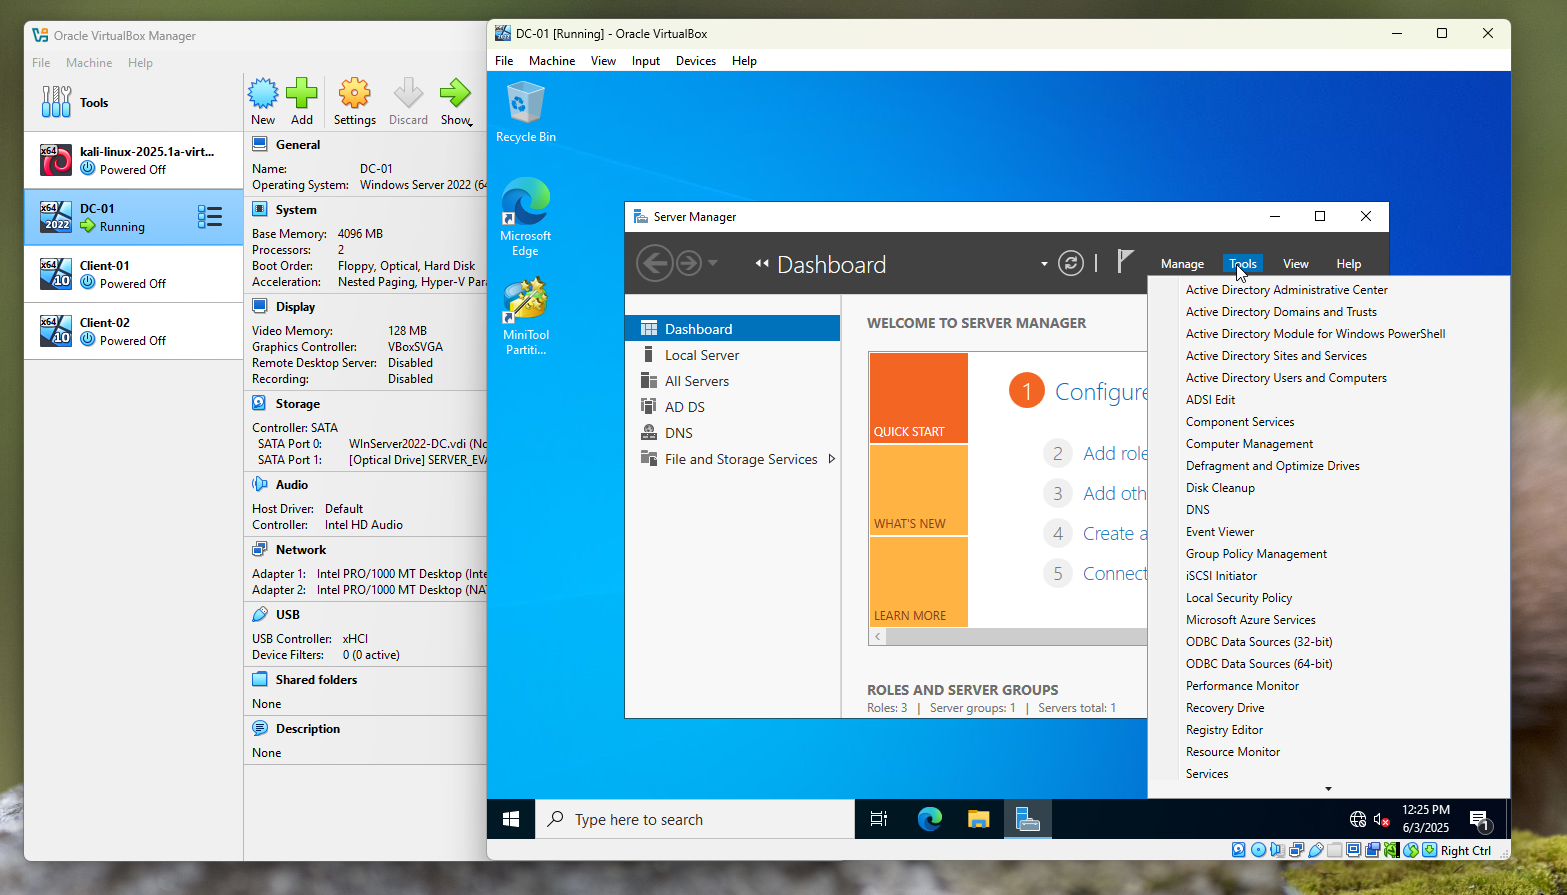 Oracle VirtualBox Manager
File Machine Help
Tools
New Add Settings Discard Show
kali-linux-2025.1a-virt...
Powered Off
DC-01
Running
Client-01
Powered Off
Client-02
Powered Off
General
Name: DC-01
Operating System: Windows Server 2022 (64
System
Base Memory: 4096 MB
Processors: 2
Boot Order: Floppy, Optical, Hard Disk
Acceleration: Nested Paging, Hyper-V Para
Display
Video Memory: 128 MB
Graphics Controller: VBoxSVGA
Remote Desktop Server: Disabled
Recording: Disabled
Storage
Controller: SATA
SATA Port 0: WInServer2022-DC.vdi (No
SATA Port 1: [Optical Drive] SERVER_EVA
Audio
Host Driver: Default
Controller: Intel HD Audio
Network
Adapter 1: Intel PRO/1000 MT Desktop (Inte
Adapter 2: Intel PRO/1000 MT Desktop (NA
USB
USB Controller: xHCI
Device Filters: 0 (0 active)
Shared folders
None
Description
None
DC-01 [Running] - Oracle VirtualBox
File Machine View Input Devices Help
Recycle Bin
Microsoft
Edge
MiniTool
Partiti...
Server Manager
Dashboard
Manage Tools View Help
Dashboard
Local Server
All Servers
AD DS
DNS
File and Storage Services
WELCOME TO SERVER MANAGER
QUICK START
WHAT'S NEW
LEARN MORE
1 Configure
2 Add role
3 Add oth
4 Create a
5 Connect
ROLES AND SERVER GROUPS
Roles: 3 | Server groups: 1 | Servers total: 1
Active Directory Administrative Center
Active Directory Domains and Trusts
Active Directory Module for Windows PowerShell
Active Directory Sites and Services
Active Directory Users and Computers
ADSI Edit
Component Services
Computer Management
Defragment and Optimize Drives
Disk Cleanup
DNS
Event Viewer
Group Policy Management
iSCSI Initiator
Local Security Policy
Microsoft Azure Services
ODBC Data Sources (32-bit)
ODBC Data Sources (64-bit)
Performance Monitor
Recovery Drive
Registry Editor
Resource Monitor
Services
Type here to search
12:25 PM
6/3/2025
1
Right Ctrl